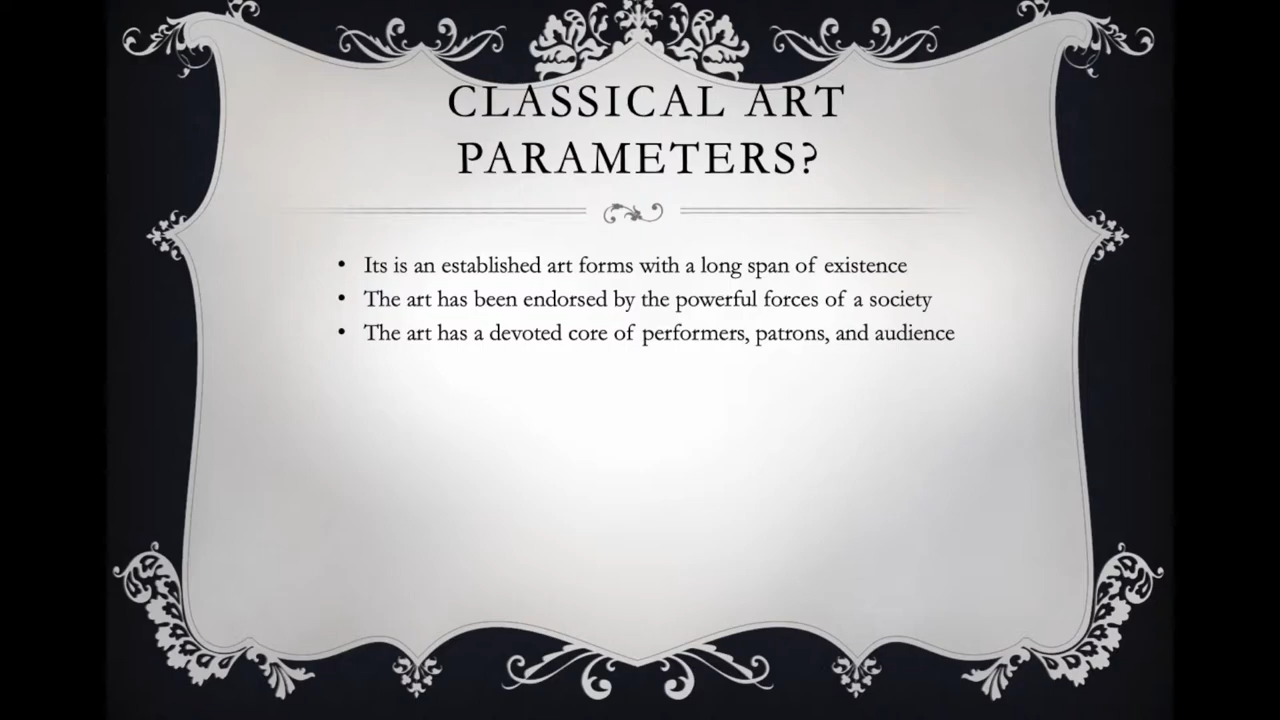 CLASSICAL ART
PARAMETERS?
• Its is an established art forms with a long span of existence
• The art has been endorsed by the powerful forces of a society
• The art has a devoted core of performers, patrons, and audience